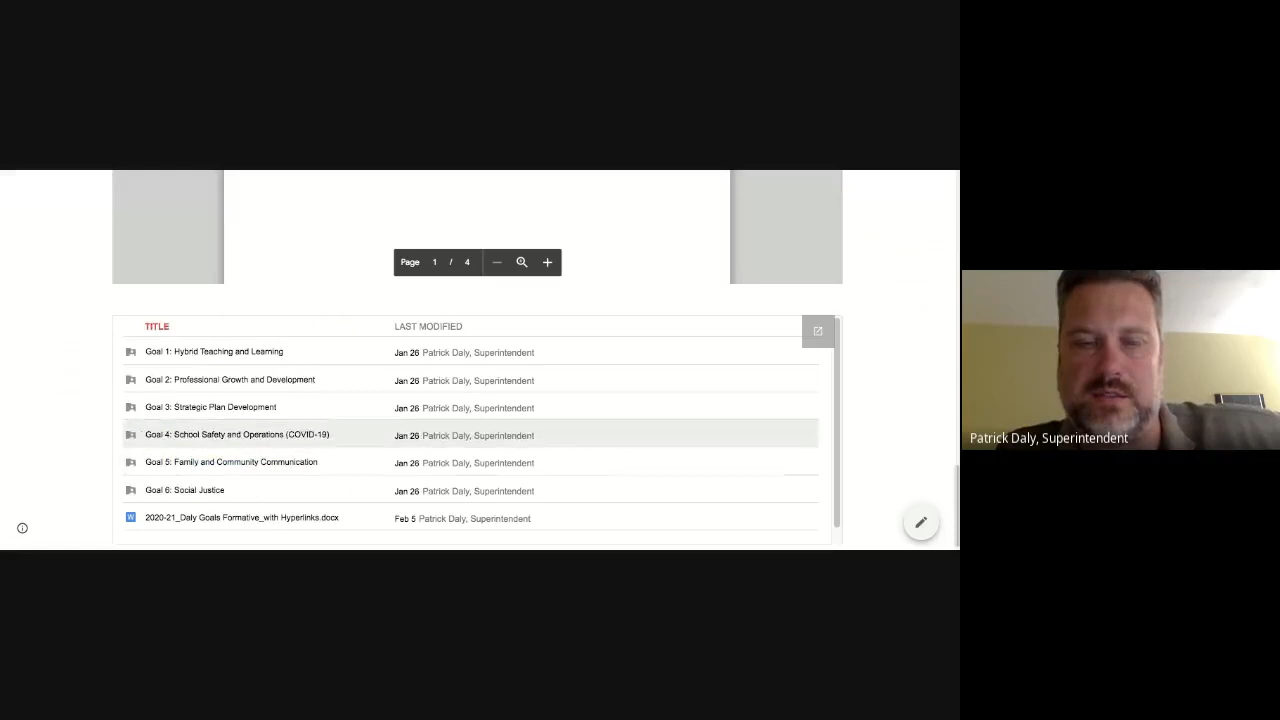 Page 1 / 4
TITLE LAST MODIFIED
Goal 1: Hybrid Teaching and Learning Jan 26 Patrick Daly, Superintendent
Goal 2: Professional Growth and Development Jan 26 Patrick Daly, Superintendent
Goal 3: Strategic Plan Development Jan 26 Patrick Daly, Superintendent
Goal 4: School Safety and Operations (COVID-19) Jan 26 Patrick Daly, Superintendent
Goal 5: Family and Community Communication Jan 26 Patrick Daly, Superintendent
Goal 6: Social Justice Jan 26 Patrick Daly, Superintendent
W 2020-21_Daly Goals Formative_with Hyperlinks.docx Feb 5 Patrick Daly, Superintendent
Patrick Daly, Superintendent